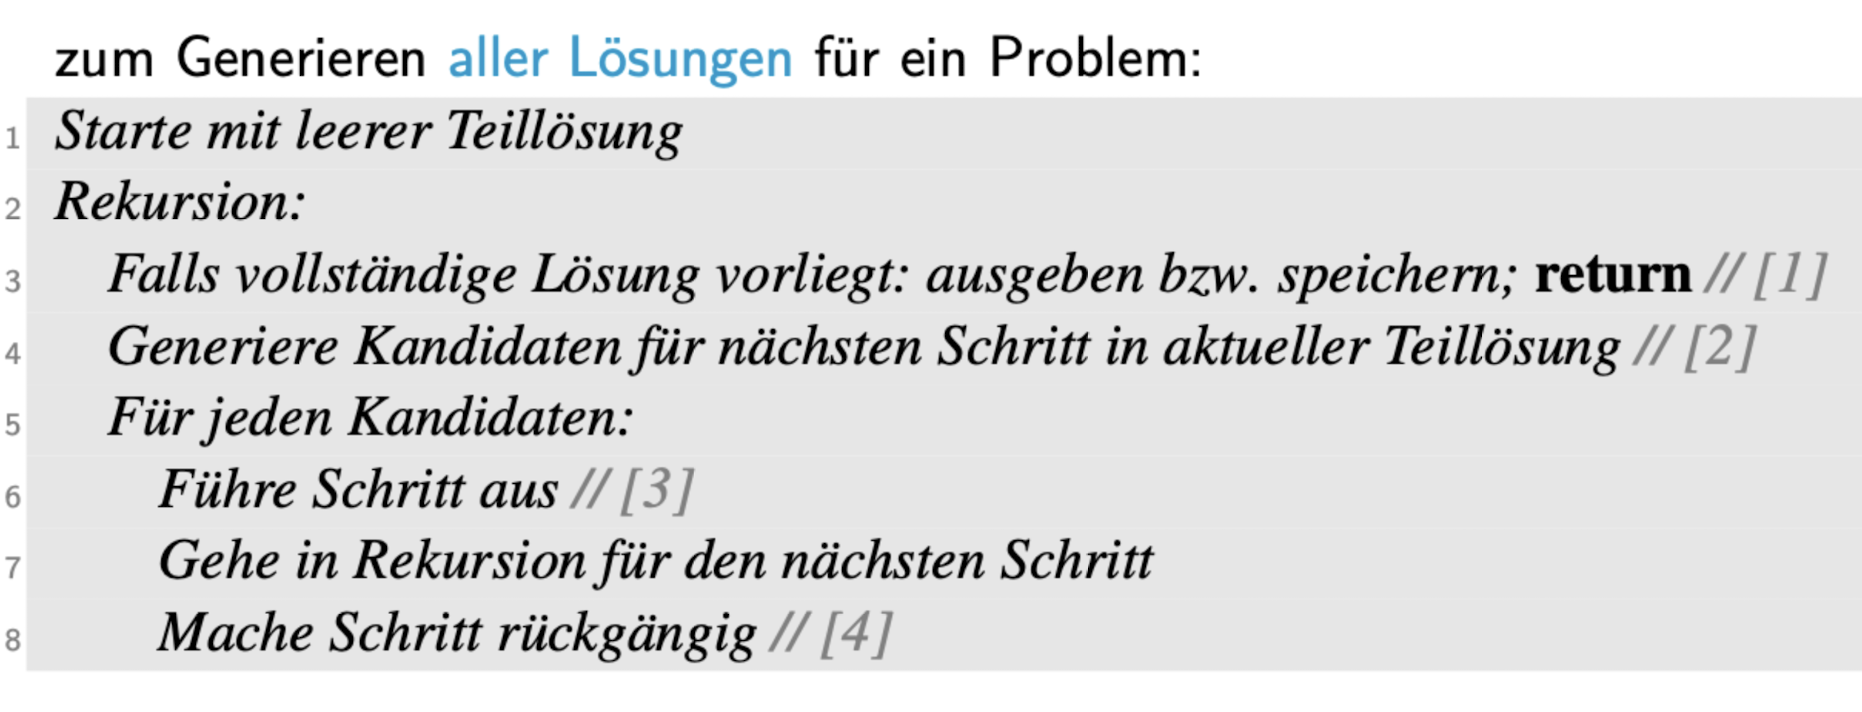 zum Generieren aller Lösungen für ein Problem:
1 Starte mit leerer Teillösung
2 Rekursion:
3 Falls vollständige Lösung vorliegt: ausgeben bzw. speichern; return // [1]
4 Generiere Kandidaten für nächsten Schritt in aktueller Teillösung // [2]
5 Für jeden Kandidaten:
6 Führe Schritt aus // [3]
7 Gehe in Rekursion für den nächsten Schritt
8 Mache Schritt rückgängig // [4]